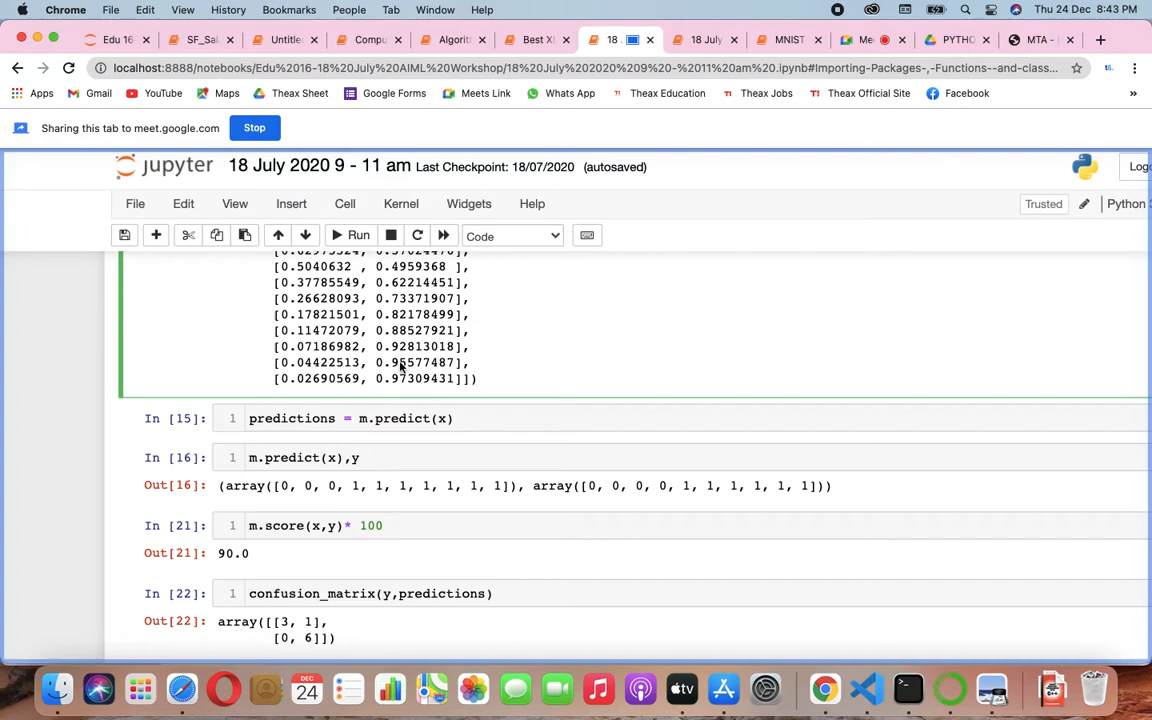 Chrome File Edit View History Bookmarks People Tab Window Help Thu 24 Dec 8:43 PM
Edu 16- SF_Sal Untitle Compu Algorit Best XI 18 . 18 July MNIST Me PYTHO MTA -
localhost:8888/notebooks/Edu%2016-18%20July%20AIML%20Workshop/18%20July%202020%209%20-%2011%20am%20.ipynb#Importing-Packages-,-Functions--and-class...
Apps Gmail YouTube Maps Theax Sheet Google Forms Meets Link Whats App Theax Education Theax Jobs Theax Official Site Facebook »
Sharing this tab to meet.google.com Stop
jupyter 18 July 2020 9 - 11 am Last Checkpoint: 18/07/2020 (autosaved) Logo
File Edit View Insert Cell Kernel Widgets Help Trusted Python 3
Run Code
[0.5040632 , 0.4959368 ],
[0.37785549, 0.62214451],
[0.26628093, 0.73371907],
[0.17821501, 0.82178499],
[0.11472079, 0.88527921],
[0.07186982, 0.92813018],
[0.04422513, 0.95577487],
[0.02690569, 0.97309431]])
In [15]: 1 predictions = m.predict(x)
In [16]: 1 m.predict(x),y
Out[16]: (array([0, 0, 0, 1, 1, 1, 1, 1, 1, 1]), array([0, 0, 0, 0, 1, 1, 1, 1, 1, 1]))
In [21]: 1 m.score(x,y)* 100
Out[21]: 90.0
In [22]: 1 confusion_matrix(y,predictions)
Out[22]: array([[3, 1],
[0, 6]])
DEC
24
tv